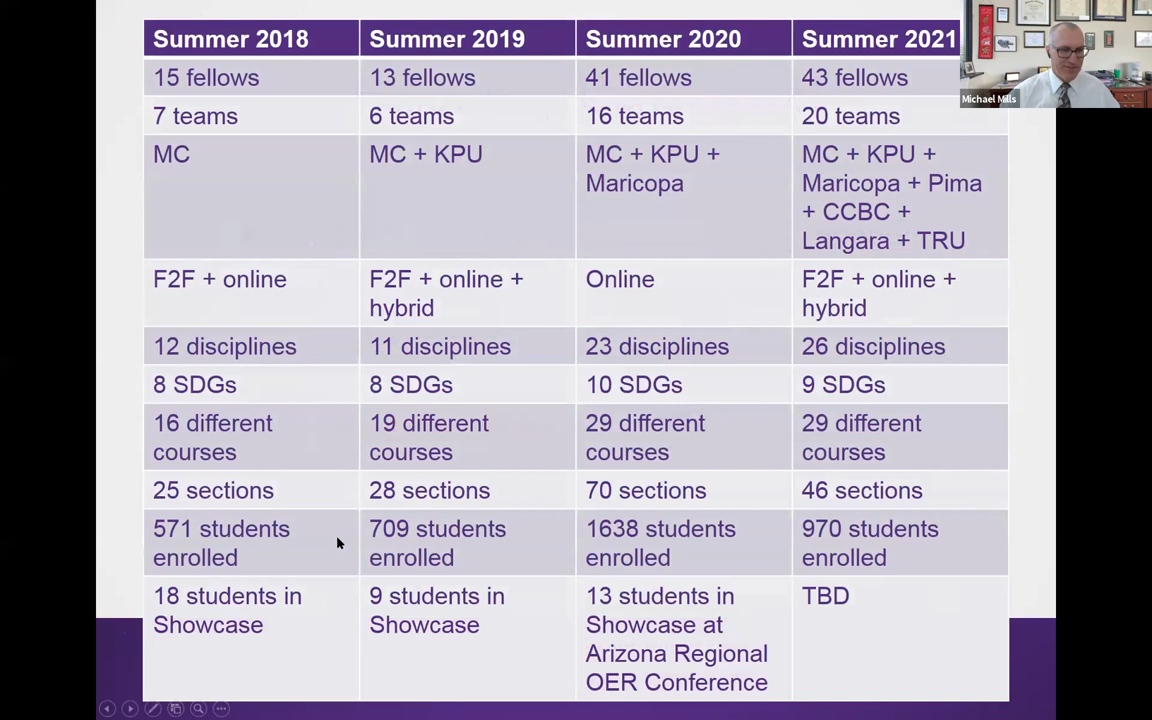 Summer 2018
Summer 2019
Summer 2020
Summer 2021
15 fellows
13 fellows
41 fellows
43 fellows
7 teams
6 teams
16 teams
20 teams
MC
MC + KPU
MC + KPU +
Maricopa
MC + KPU +
Maricopa + Pima
+ CCBC +
Langara + TRU
F2F + online
F2F + online +
hybrid
Online
F2F + online +
hybrid
12 disciplines
11 disciplines
23 disciplines
26 disciplines
8 SDGs
8 SDGs
10 SDGs
9 SDGs
16 different
courses
19 different
courses
29 different
courses
29 different
courses
25 sections
28 sections
70 sections
46 sections
571 students
enrolled
709 students
enrolled
1638 students
enrolled
970 students
enrolled
18 students in
Showcase
9 students in
Showcase
13 students in
Showcase at
Arizona Regional
OER Conference
TBD
Michael Mills